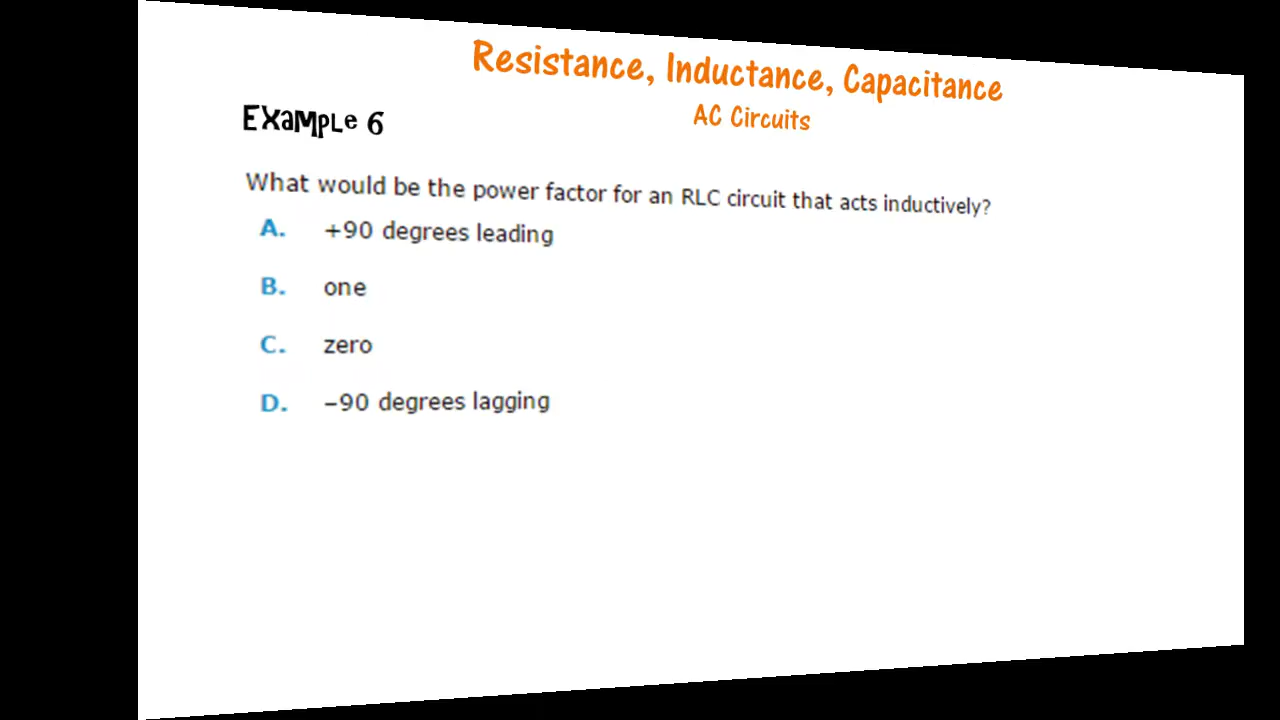 Resistance, Inductance, Capacitance
AC Circuits
Example 6
What would be the power factor for an RLC circuit that acts inductively?
A. +90 degrees leading
B. one
C. zero
D. −90 degrees lagging